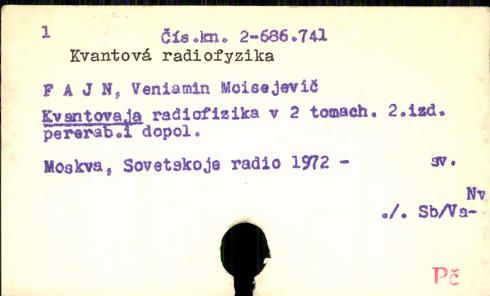 1
Čís.kn. 2-686.741
Kvantová radiofyzika
F A J N, Veniamin Moisejevič
Kvantovaja radiofizika v 2 tomach. 2.izd.
pererab.i dopol.
Moskva, Sovetskoje radio 1972 - sv.
Nv
./. Sb/Va-
Pč